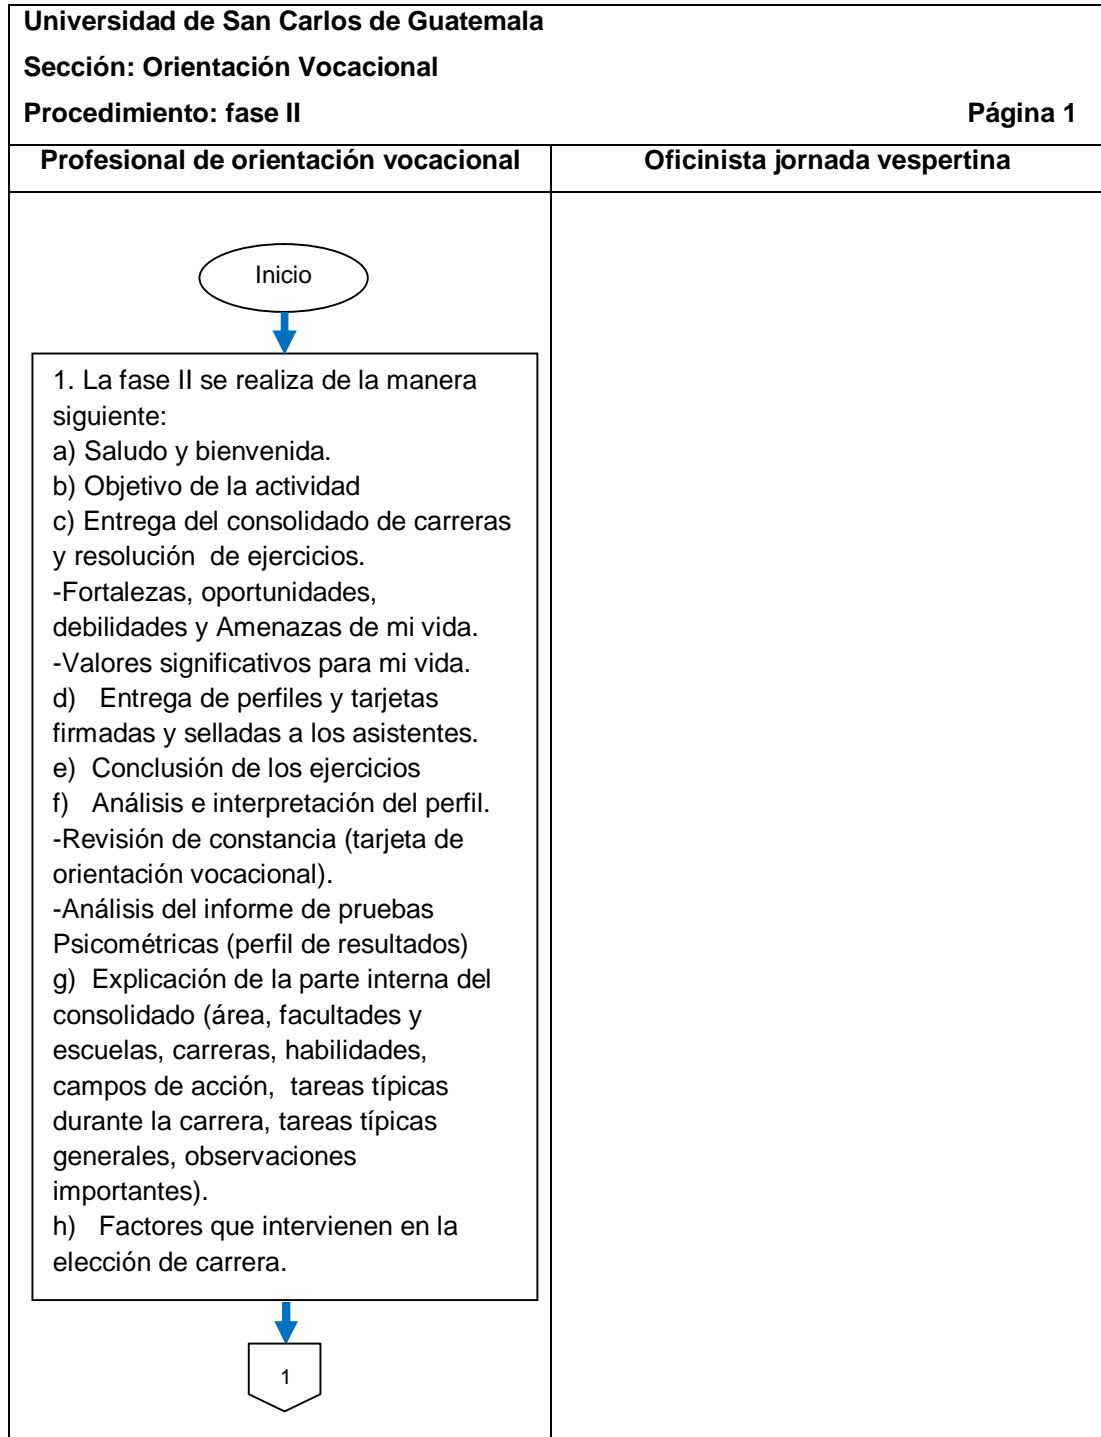 Universidad de San Carlos de Guatemala
Sección: Orientación Vocacional
Procedimiento: fase II Página 1
Profesional de orientación vocacional
Oficinista jornada vespertina
Inicio
1. La fase II se realiza de la manera
siguiente:
a) Saludo y bienvenida.
b) Objetivo de la actividad
c) Entrega del consolidado de carreras
y resolución de ejercicios.
-Fortalezas, oportunidades,
debilidades y Amenazas de mi vida.
-Valores significativos para mi vida.
d) Entrega de perfiles y tarjetas
firmadas y selladas a los asistentes.
e) Conclusión de los ejercicios
f) Análisis e interpretación del perfil.
-Revisión de constancia (tarjeta de
orientación vocacional).
-Análisis del informe de pruebas
Psicométricas (perfil de resultados)
g) Explicación de la parte interna del
consolidado (área, facultades y
escuelas, carreras, habilidades,
campos de acción, tareas típicas
durante la carrera, tareas típicas
generales, observaciones
importantes).
h) Factores que intervienen en la
elección de carrera.
1